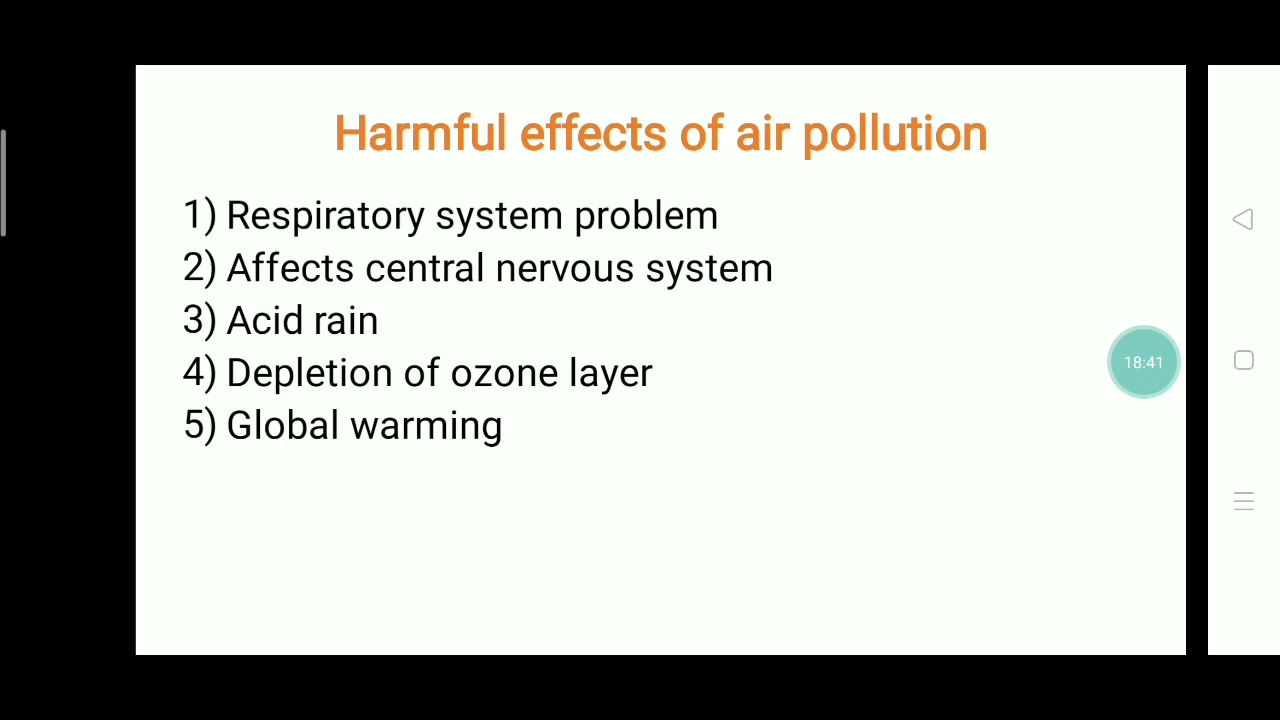 Harmful effects of air pollution
1) Respiratory system problem
2) Affects central nervous system
3) Acid rain
4) Depletion of ozone layer
5) Global warming
18:41